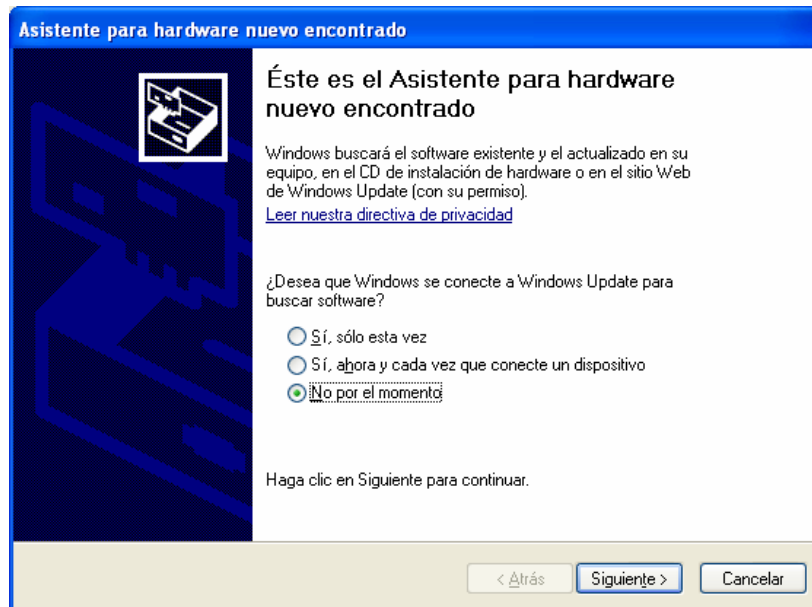 Asistente para hardware nuevo encontrado
Éste es el Asistente para hardware
nuevo encontrado
Windows buscará el software existente y el actualizado en su
equipo, en el CD de instalación de hardware o en el sitio Web
de Windows Update (con su permiso).
Leer nuestra directiva de privacidad
¿Desea que Windows se conecte a Windows Update para
buscar software?
Sí, sólo esta vez
Sí, ahora y cada vez que conecte un dispositivo
No por el momento
Haga clic en Siguiente para continuar.
< Atrás
Siguiente >
Cancelar